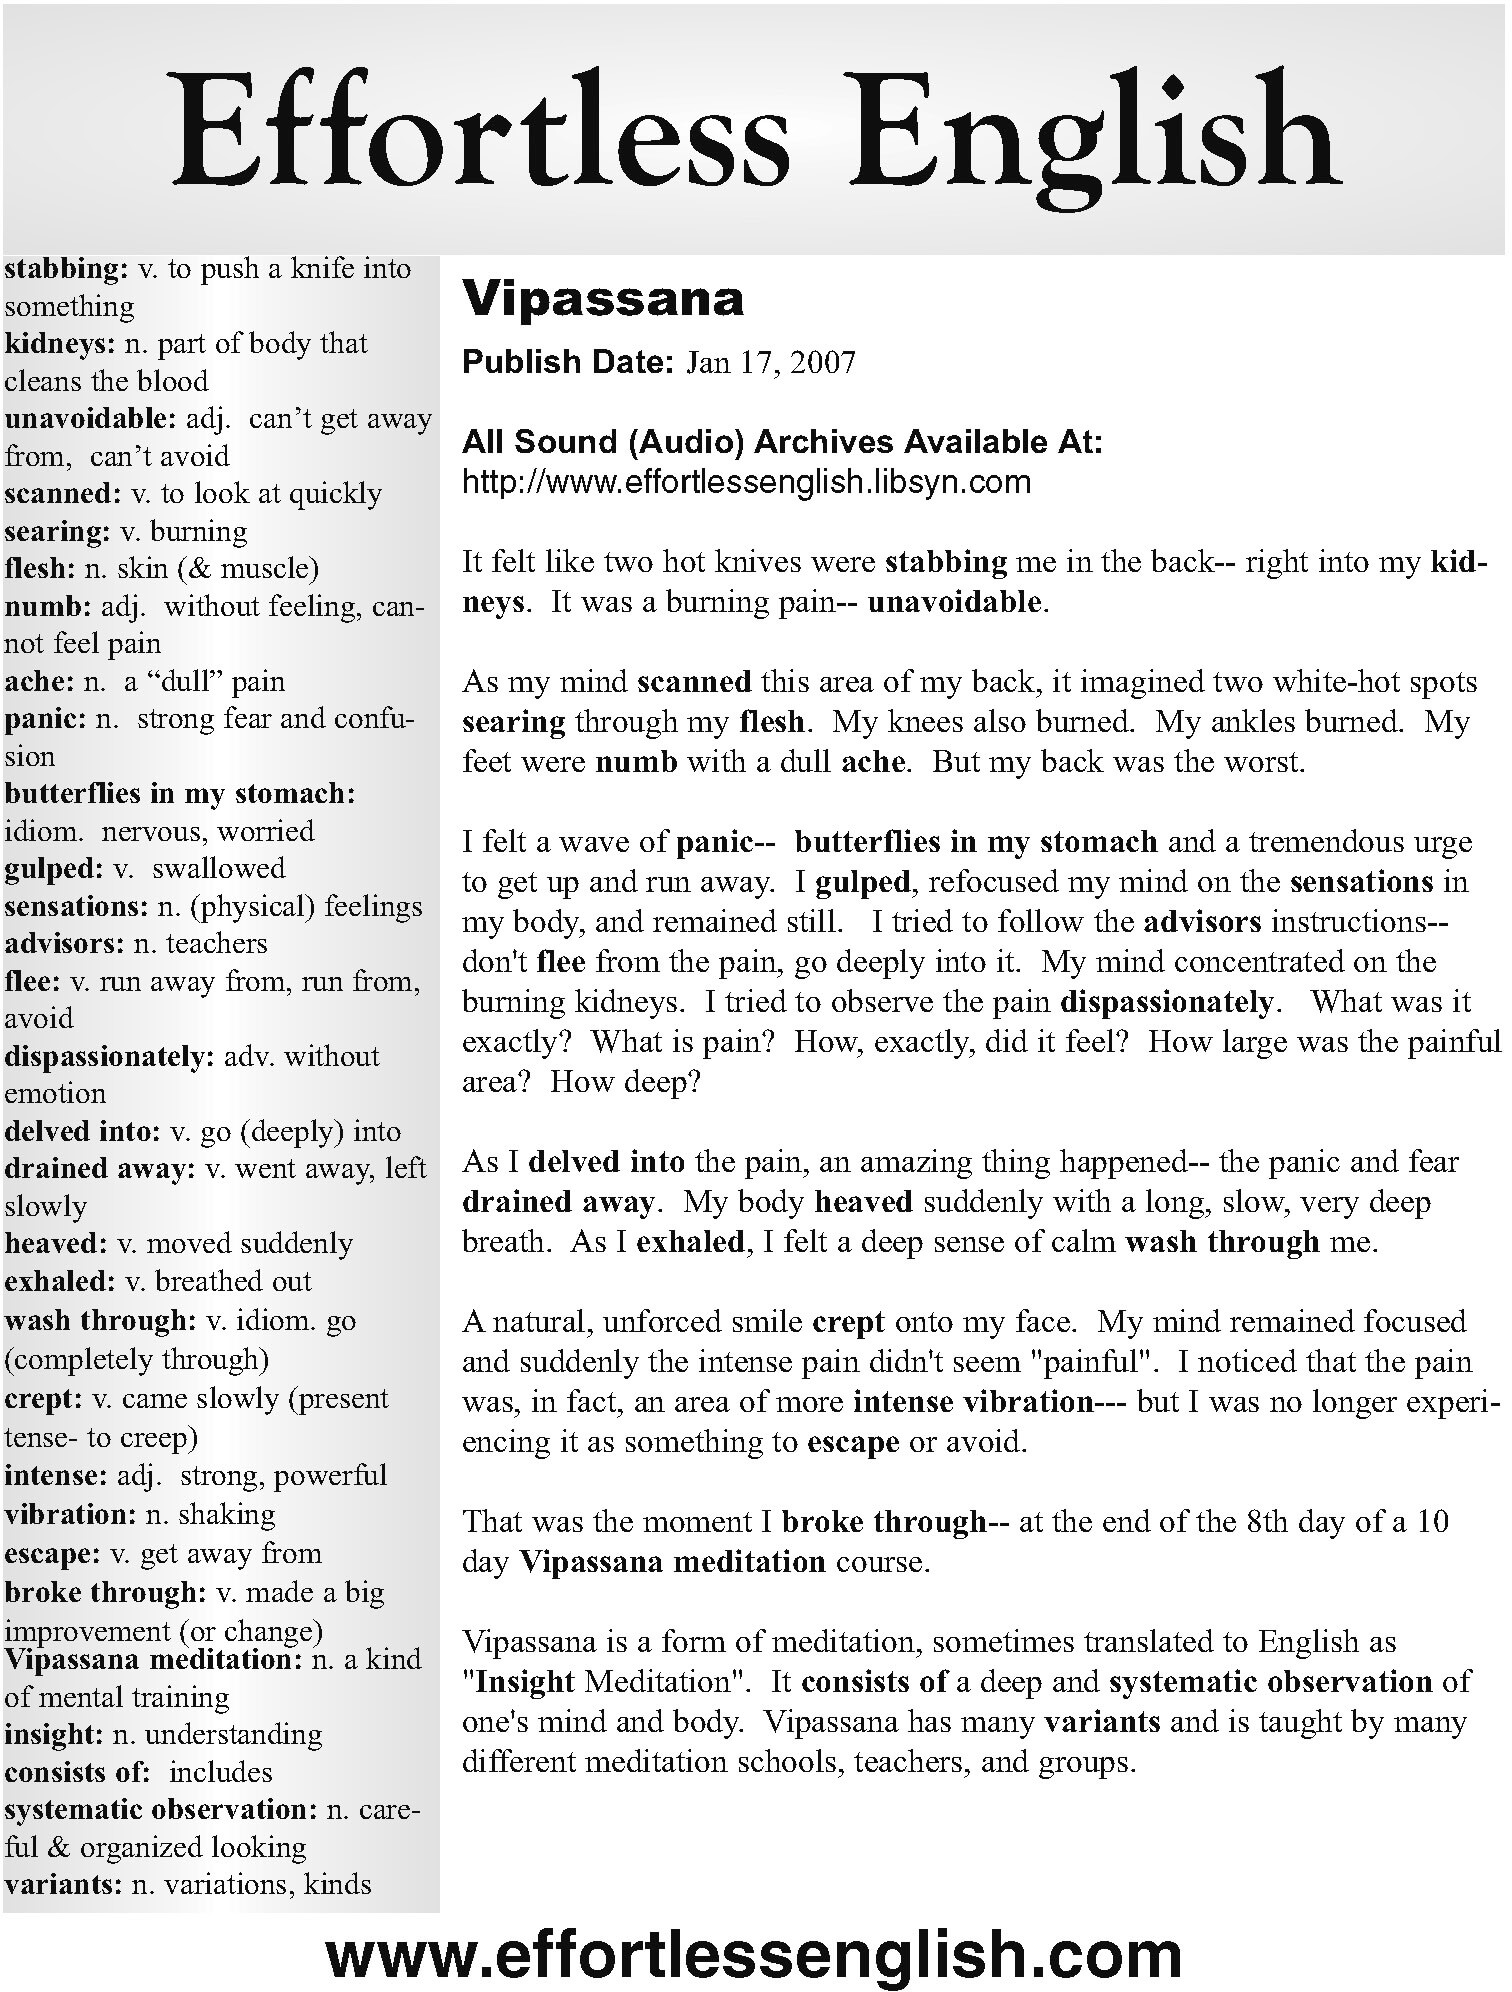 Effortless English
stabbing: v. to push a knife into
something
kidneys: n. part of body that
cleans the blood
unavoidable: adj.  can't get away
from,  can't avoid
scanned: v. to look at quickly
searing: v. burning
flesh: n. skin (& muscle)
numb: adj.  without feeling, can-
not feel pain
ache: n.  a “dull” pain
panic: n.  strong fear and confu-
sion
butterflies in my stomach:
idiom.  nervous, worried
gulped: v.  swallowed
sensations: n. (physical) feelings
advisors: n. teachers
flee: v. run away from, run from,
avoid
dispassionately: adv. without
emotion
delved into: v. go (deeply) into
drained away: v. went away, left
slowly
heaved: v. moved suddenly
exhaled: v. breathed out
wash through: v. idiom. go
(completely through)
crept: v. came slowly (present
tense- to creep)
intense: adj.  strong, powerful
vibration: n. shaking
escape: v. get away from
broke through: v. made a big
improvement (or change)
Vipassana meditation: n. a kind
of mental training
insight: n. understanding
consists of:  includes
systematic observation: n. care-
ful & organized looking
variants: n. variations, kinds
Vipassana
Publish Date: Jan 17, 2007
All Sound (Audio) Archives Available At:
http://www.effortlessenglish.libsyn.com
It felt like two hot knives were stabbing me in the back-- right into my kid-
neys.  It was a burning pain-- unavoidable.
As my mind scanned this area of my back, it imagined two white-hot spots
searing through my flesh.  My knees also burned.  My ankles burned.  My
feet were numb with a dull ache.  But my back was the worst.
I felt a wave of panic--  butterflies in my stomach and a tremendous urge
to get up and run away.  I gulped, refocused my mind on the sensations in
my body, and remained still.   I tried to follow the advisors instructions--
don't flee from the pain, go deeply into it.  My mind concentrated on the
burning kidneys.  I tried to observe the pain dispassionately.   What was it
exactly?  What is pain?  How, exactly, did it feel?  How large was the painful
area?  How deep?
As I delved into the pain, an amazing thing happened-- the panic and fear
drained away.  My body heaved suddenly with a long, slow, very deep
breath.  As I exhaled, I felt a deep sense of calm wash through me.
A natural, unforced smile crept onto my face.  My mind remained focused
and suddenly the intense pain didn't seem "painful".  I noticed that the pain
was, in fact, an area of more intense vibration--- but I was no longer experi-
encing it as something to escape or avoid.
That was the moment I broke through-- at the end of the 8th day of a 10
day Vipassana meditation course.
Vipassana is a form of meditation, sometimes translated to English as
"Insight Meditation".  It consists of a deep and systematic observation of
one's mind and body.  Vipassana has many variants and is taught by many
different meditation schools, teachers, and groups.
www.effortlessenglish.com